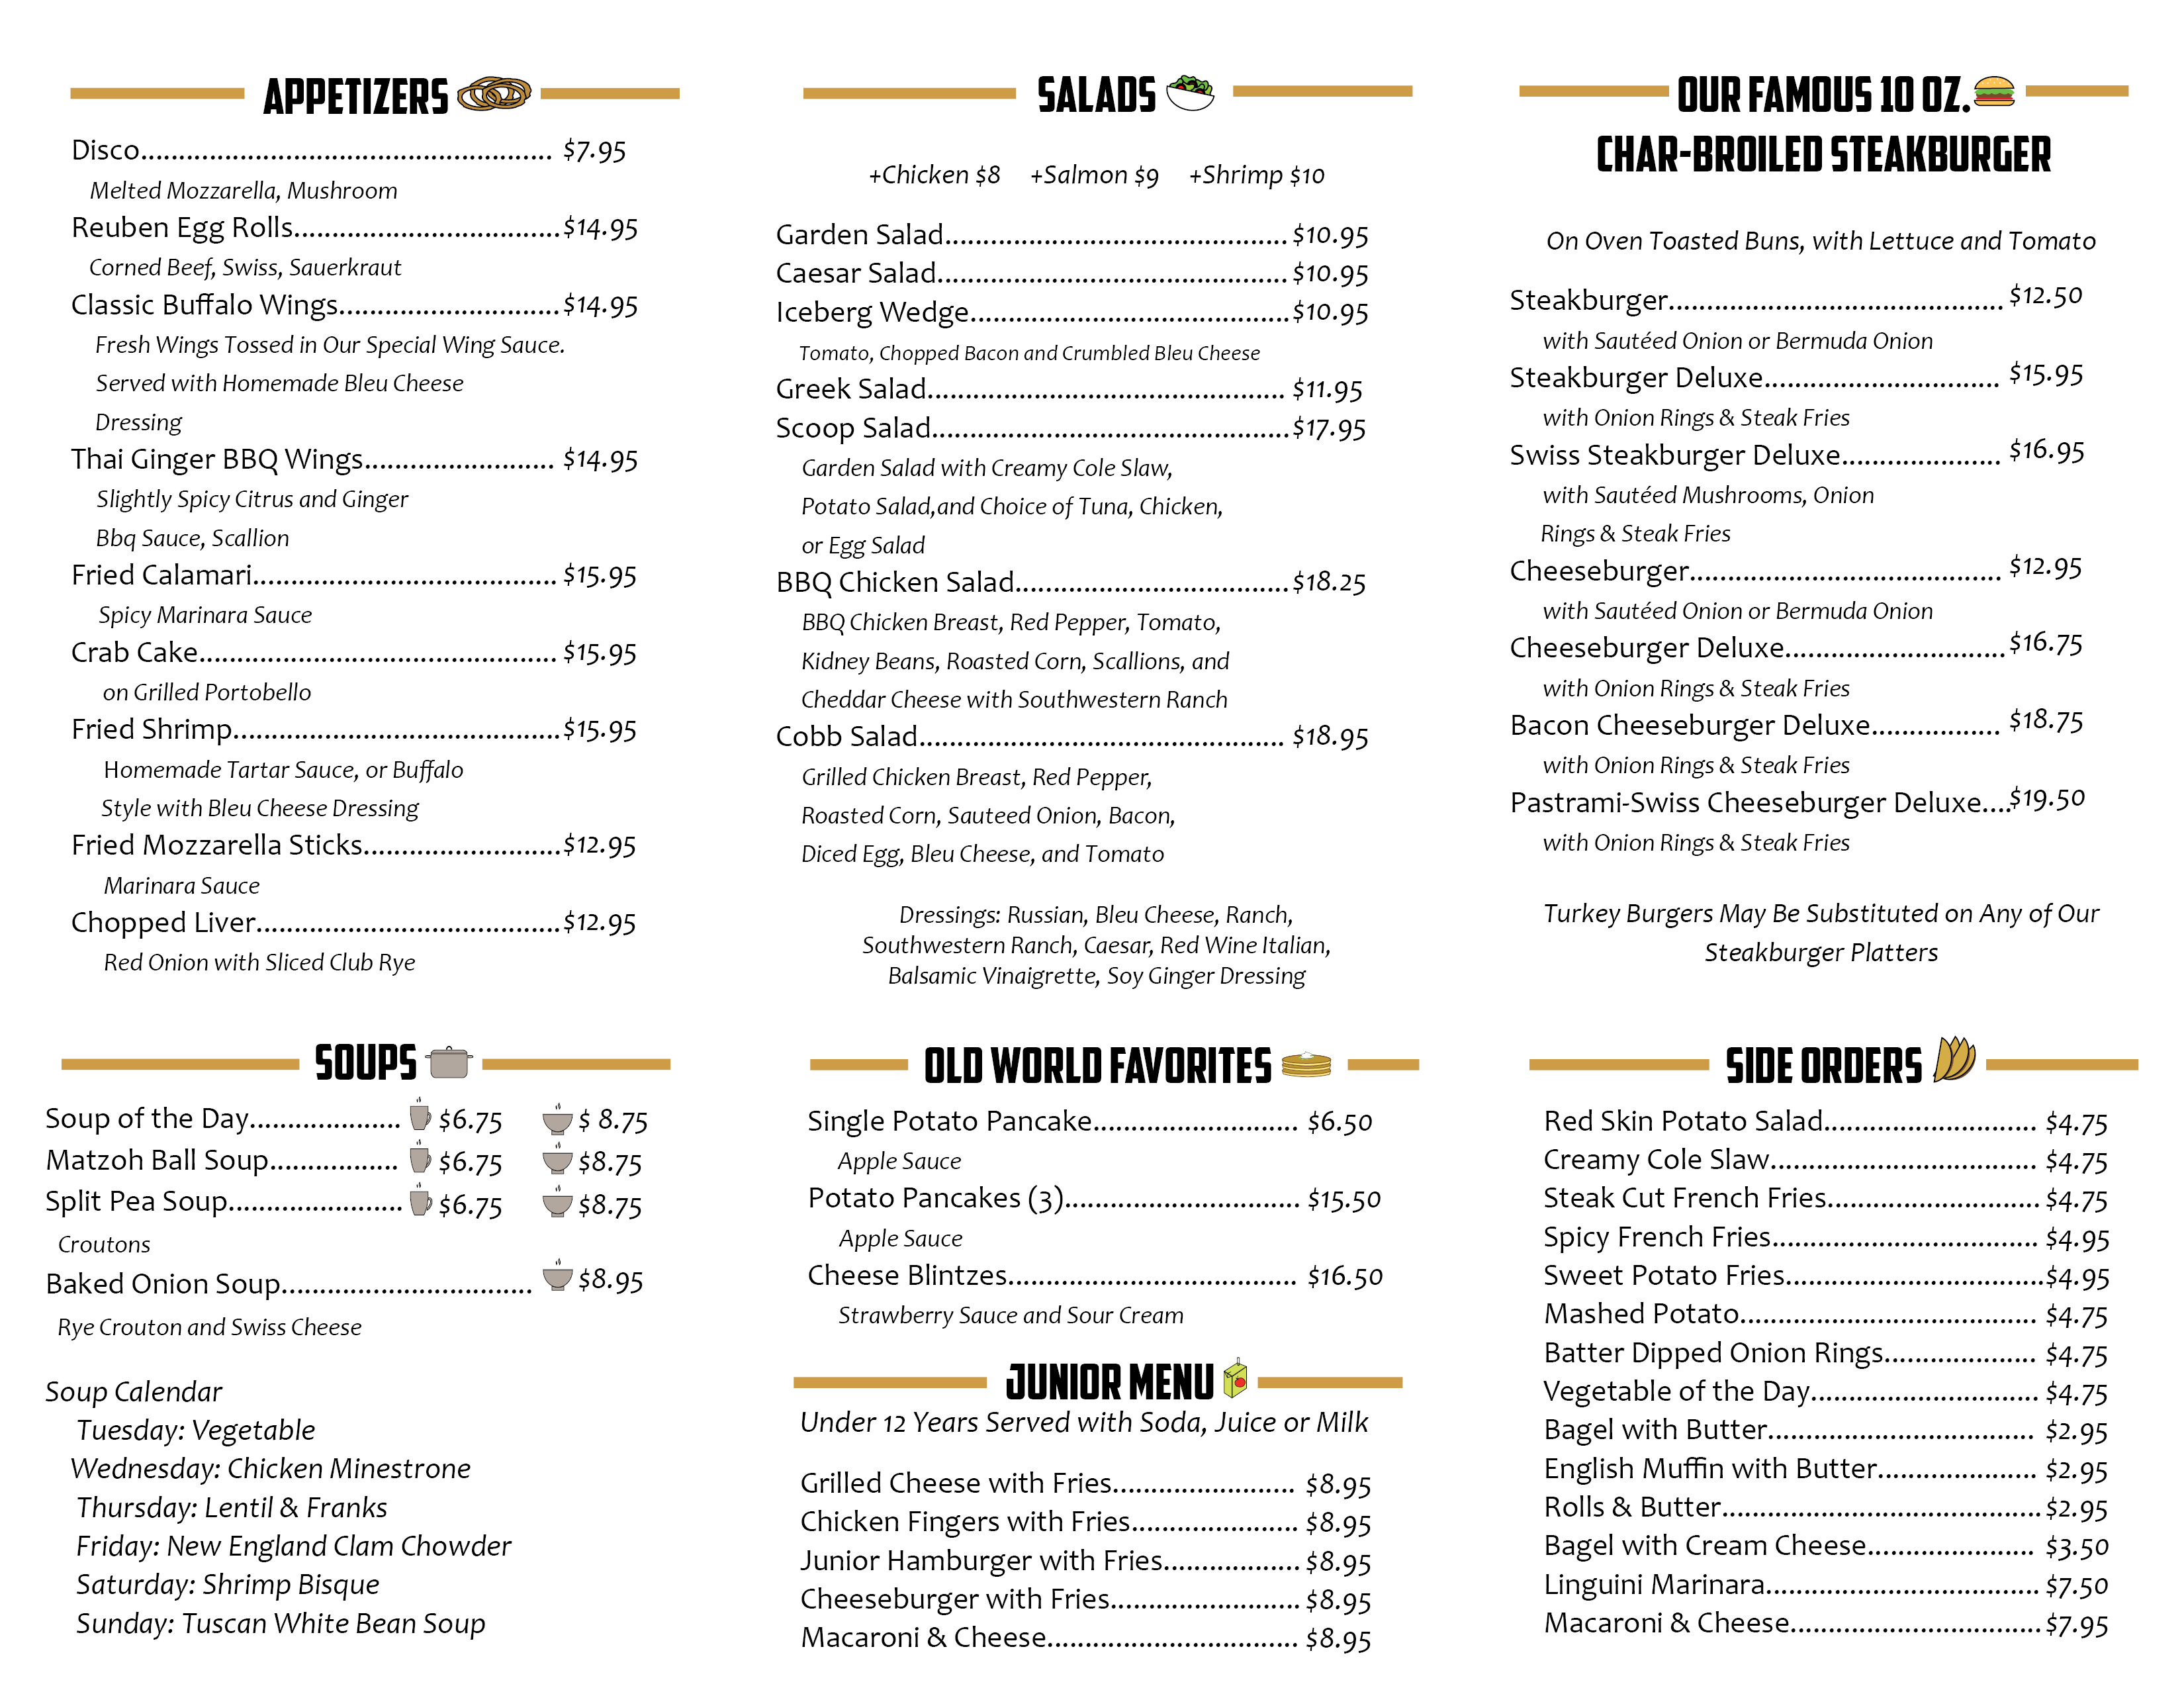 APPETIZERS
Disco...................................................... $7.95
Melted Mozzarella, Mushroom
Reuben Egg Rolls...................................$14.95
Corned Beef, Swiss, Sauerkraut
Classic Buffalo Wings.............................$14.95
Fresh Wings Tossed in Our Special Wing Sauce.
Served with Homemade Bleu Cheese
Dressing
Thai Ginger BBQ Wings......................... $14.95
Slightly Spicy Citrus and Ginger
Bbq Sauce, Scallion
Fried Calamari........................................ $15.95
Spicy Marinara Sauce
Crab Cake............................................... $15.95
on Grilled Portobello
Fried Shrimp...........................................$15.95
Homemade Tartar Sauce, or Buffalo
Style with Bleu Cheese Dressing
Fried Mozzarella Sticks..........................$12.95
Marinara Sauce
Chopped Liver........................................$12.95
Red Onion with Sliced Club Rye
SOUPS
Soup of the Day.................... $6.75 $ 8.75
Matzoh Ball Soup................. $6.75 $8.75
Split Pea Soup....................... $6.75 $8.75
Croutons
Baked Onion Soup................................. $8.95
Rye Crouton and Swiss Cheese
Soup Calendar
Tuesday: Vegetable
Wednesday: Chicken Minestrone
Thursday: Lentil & Franks
Friday: New England Clam Chowder
Saturday: Shrimp Bisque
Sunday: Tuscan White Bean Soup
SALADS
+Chicken $8 +Salmon $9 +Shrimp $10
Garden Salad............................................. $10.95
Caesar Salad.............................................. $10.95
Iceberg Wedge..........................................$10.95
Tomato, Chopped Bacon and Crumbled Bleu Cheese
Greek Salad............................................... $11.95
Scoop Salad...............................................$17.95
Garden Salad with Creamy Cole Slaw,
Potato Salad,and Choice of Tuna, Chicken,
or Egg Salad
BBQ Chicken Salad....................................$18.25
BBQ Chicken Breast, Red Pepper, Tomato,
Kidney Beans, Roasted Corn, Scallions, and
Cheddar Cheese with Southwestern Ranch
Cobb Salad................................................ $18.95
Grilled Chicken Breast, Red Pepper,
Roasted Corn, Sauteed Onion, Bacon,
Diced Egg, Bleu Cheese, and Tomato
Dressings: Russian, Bleu Cheese, Ranch,
Southwestern Ranch, Caesar, Red Wine Italian,
Balsamic Vinaigrette, Soy Ginger Dressing
OLD WORLD FAVORITES
Single Potato Pancake........................... $6.50
Apple Sauce
Potato Pancakes (3)............................... $15.50
Apple Sauce
Cheese Blintzes...................................... $16.50
Strawberry Sauce and Sour Cream
JUNIOR MENU
Under 12 Years Served with Soda, Juice or Milk
Grilled Cheese with Fries........................ $8.95
Chicken Fingers with Fries...................... $8.95
Junior Hamburger with Fries.................. $8.95
Cheeseburger with Fries......................... $8.95
Macaroni & Cheese................................. $8.95
OUR FAMOUS 10 OZ.
CHAR-BROILED STEAKBURGER
On Oven Toasted Buns, with Lettuce and Tomato
Steakburger............................................ $12.50
with Sautéed Onion or Bermuda Onion
Steakburger Deluxe............................... $15.95
with Onion Rings & Steak Fries
Swiss Steakburger Deluxe..................... $16.95
with Sautéed Mushrooms, Onion
Rings & Steak Fries
Cheeseburger......................................... $12.95
with Sautéed Onion or Bermuda Onion
Cheeseburger Deluxe.............................$16.75
with Onion Rings & Steak Fries
Bacon Cheeseburger Deluxe................. $18.75
with Onion Rings & Steak Fries
Pastrami-Swiss Cheeseburger Deluxe....$19.50
with Onion Rings & Steak Fries
Turkey Burgers May Be Substituted on Any of Our
Steakburger Platters
SIDE ORDERS
Red Skin Potato Salad............................ $4.75
Creamy Cole Slaw................................... $4.75
Steak Cut French Fries............................ $4.75
Spicy French Fries................................... $4.95
Sweet Potato Fries..................................$4.95
Mashed Potato....................................... $4.75
Batter Dipped Onion Rings.................... $4.75
Vegetable of the Day.............................. $4.75
Bagel with Butter................................... $2.95
English Muffin with Butter..................... $2.95
Rolls & Butter..........................................$2.95
Bagel with Cream Cheese...................... $3.50
Linguini Marinara.................................... $7.50
Macaroni & Cheese.................................$7.95